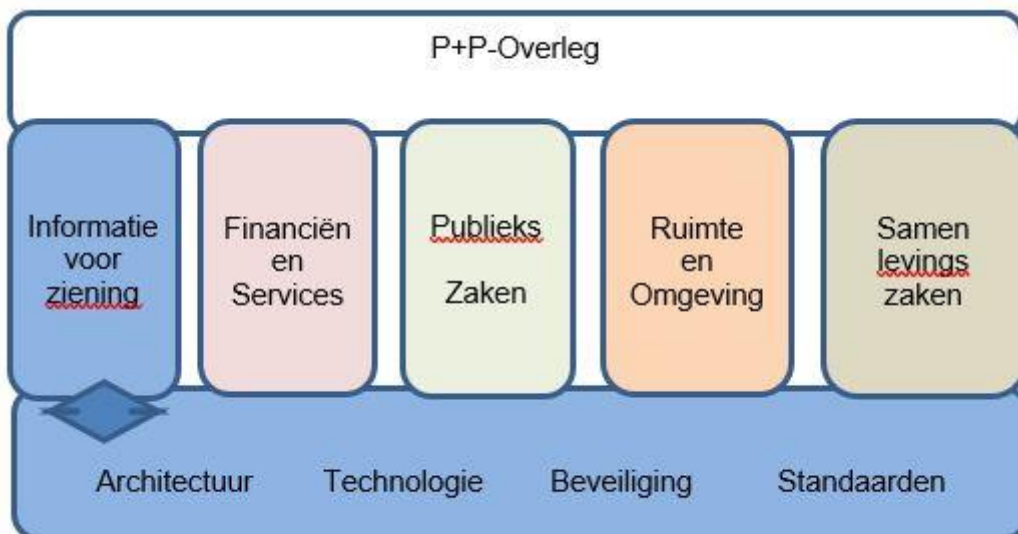 P+P-Overleg
Informatie
voor
ziening
Financiën
en
Services
Publieks
Zaken
Ruimte
en
Omgeving
Samen
levings
zaken
Architectuur Technologie Beveiliging Standaarden